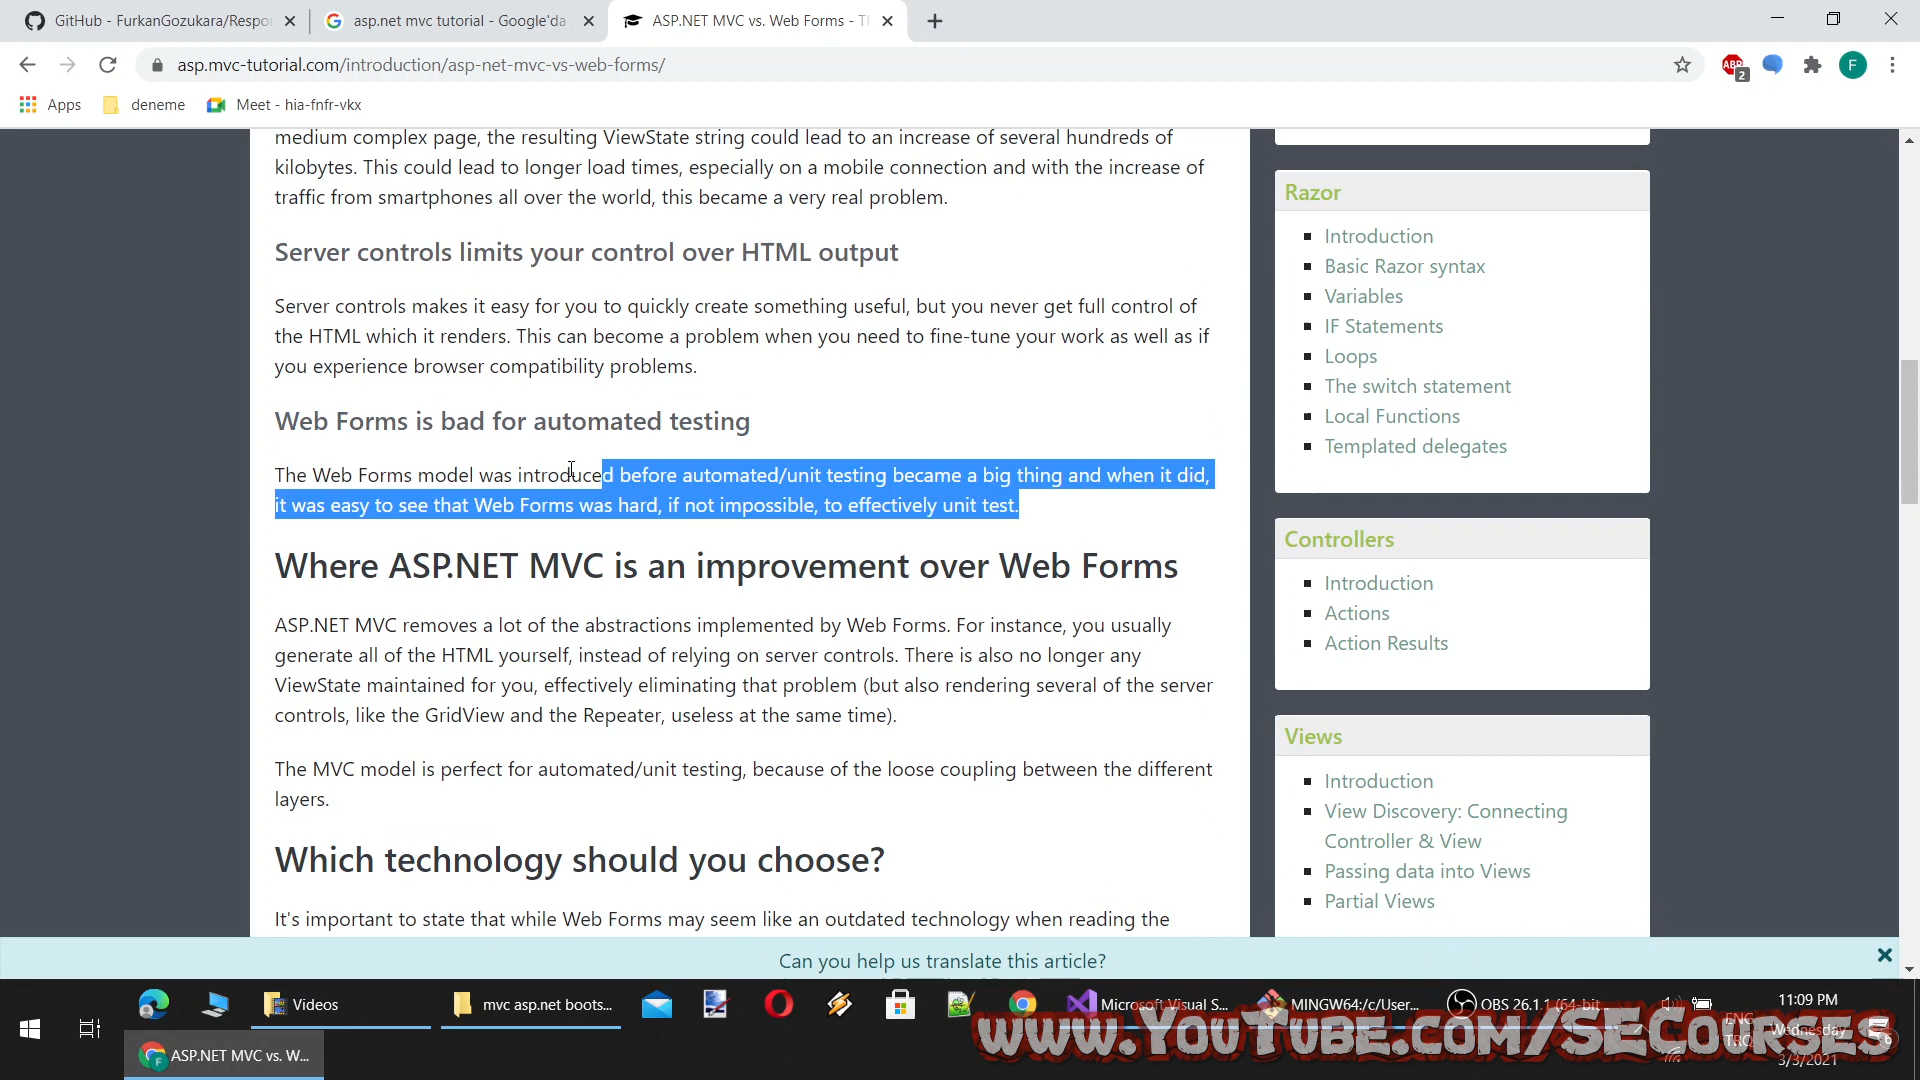 GitHub - FurkanGozukara/Respon
asp.net mvc tutorial - Google'da
ASP.NET MVC vs. Web Forms - Th
asp.mvc-tutorial.com/introduction/asp-net-mvc-vs-web-forms/
ABP
2
F
Apps
deneme
Meet - hia-fnfr-vkx
medium complex page, the resulting ViewState string could lead to an increase of several hundreds of
kilobytes. This could lead to longer load times, especially on a mobile connection and with the increase of
traffic from smartphones all over the world, this became a very real problem.
Server controls limits your control over HTML output
Server controls makes it easy for you to quickly create something useful, but you never get full control of
the HTML which it renders. This can become a problem when you need to fine-tune your work as well as if
you experience browser compatibility problems.
Web Forms is bad for automated testing
The Web Forms model was introduced before automated/unit testing became a big thing and when it did,
it was easy to see that Web Forms was hard, if not impossible, to effectively unit test.
Where ASP.NET MVC is an improvement over Web Forms
ASP.NET MVC removes a lot of the abstractions implemented by Web Forms. For instance, you usually
generate all of the HTML yourself, instead of relying on server controls. There is also no longer any
ViewState maintained for you, effectively eliminating that problem (but also rendering several of the server
controls, like the GridView and the Repeater, useless at the same time).
The MVC model is perfect for automated/unit testing, because of the loose coupling between the different
layers.
Which technology should you choose?
It's important to state that while Web Forms may seem like an outdated technology when reading the
Razor
Introduction
Basic Razor syntax
Variables
IF Statements
Loops
The switch statement
Local Functions
Templated delegates
Controllers
Introduction
Actions
Action Results
Views
Introduction
View Discovery: Connecting
Controller & View
Passing data into Views
Partial Views
Can you help us translate this article?
Videos
mvc asp.net boots...
Microsoft Visual S...
MINGW64:/c/User...
OBS 26.1.1 (64-bit...
11:09 PM
ENG
TRQ
Wednesday
3/3/2021
6
ASP.NET MVC vs. W...
www.YouTube.com/SECourses